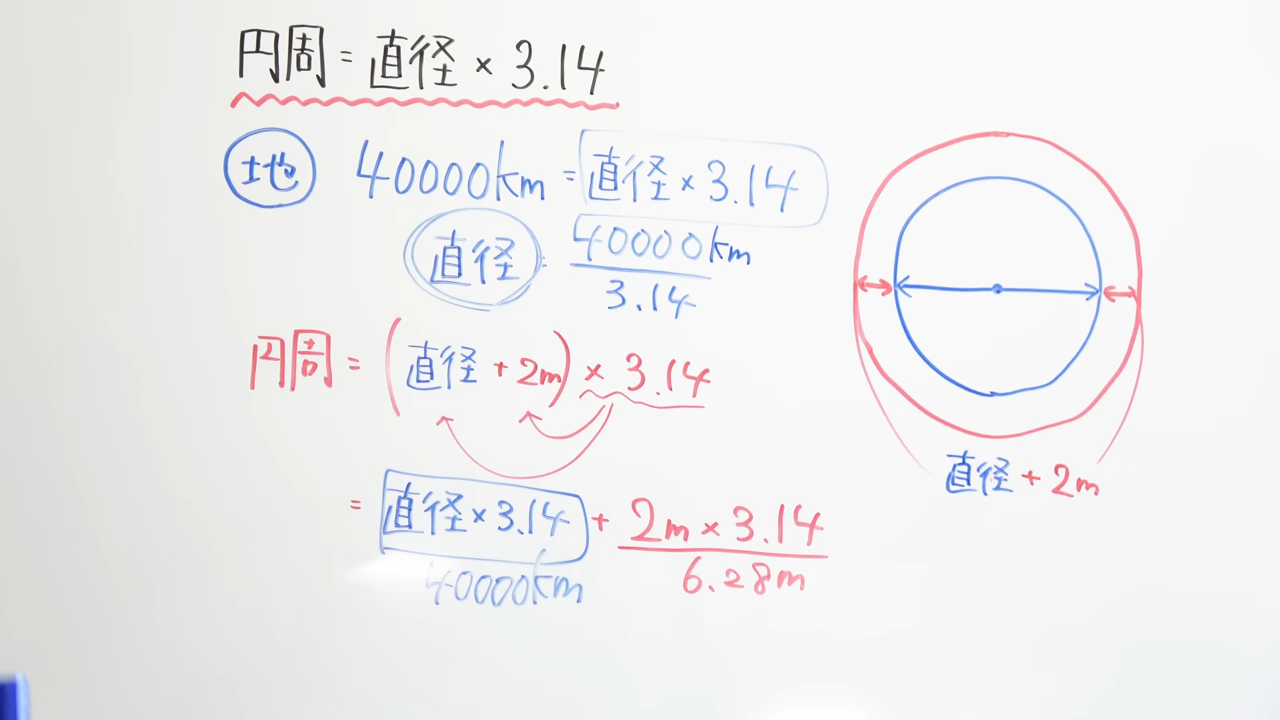 円周=直径×3.14
地 40000km=直径×3.14
直径=40000km
3.14
円周=(直径+2m)×3.14
=直径×3.14+2m×3.14
40000km 6.28m
直径+2m